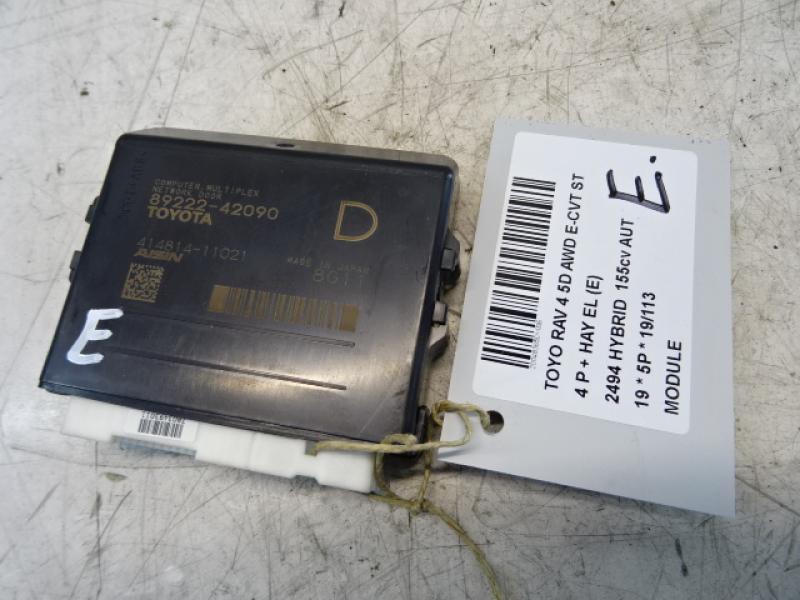 COMPUTER, MULTIPLEX
NETWORK DOOR
89222-42090
TOYOTA
D
414814-11021
AISIN
MADE IN JAPAN
8G1
E
E.
TOYO RAV 4 5D AWD E-CVT ST
4 P + HAY EL (E)
2494 HYBRID 155cv AUT
19 * 5P * 19/113
MODULE